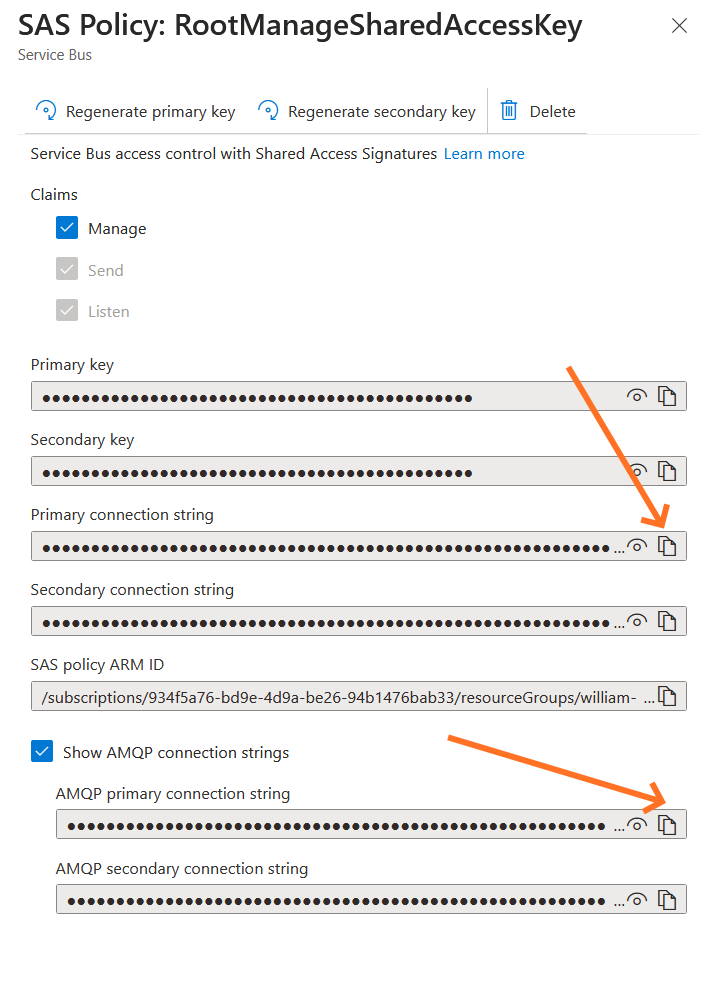 SAS Policy: RootManageSharedAccessKey
Service Bus
Regenerate primary key Regenerate secondary key Delete
Service Bus access control with Shared Access Signatures Learn more
Claims
Manage
Send
Listen
Primary key
Secondary key
Primary connection string
...
Secondary connection string
...
SAS policy ARM ID
/subscriptions/934f5a76-bd9e-4d9a-be26-94b1476bab33/resourceGroups/william- ...
Show AMQP connection strings
AMQP primary connection string
...
AMQP secondary connection string
...